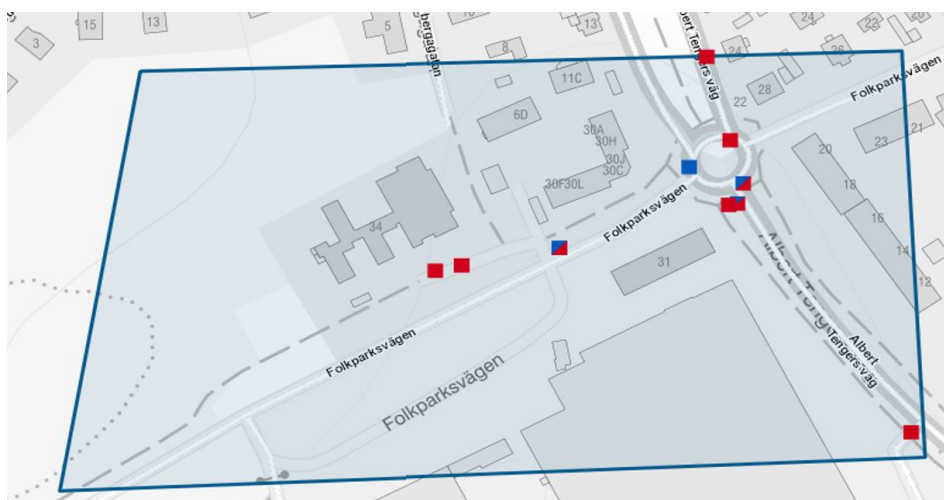 15
13
5
13
24
22
3
8
bergagatan
Albert Tengers väg
24
26
11C
28
Folkparksvägen
6D
22
30A
30H
23
21
20
30J
30C
30F30L
18
34
Folkparksvägen
16
31
Albert Teng
14
12
Folkparksvägen
Albert
Tengers väg
Folkparksvägen